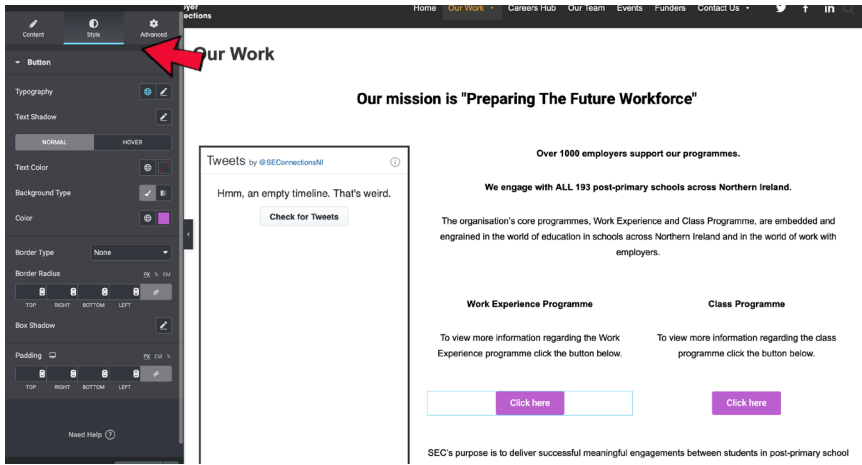 Content Style Advanced
Button
Typography
Text Shadow
NORMAL HOVER
Text Color
Background Type
Color
Border Type None
Border Radius PX % EM
TOP RIGHT BOTTOM LEFT
Box Shadow
Padding PX EM %
TOP RIGHT BOTTOM LEFT
Need Help ?
Home Our Work Careers Hub Our Team Events Funders Contact Us
Our Work
Our mission is "Preparing The Future Workforce"
Tweets by @SEConnectionsNI
Hmm, an empty timeline. That's weird.
Check for Tweets
Over 1000 employers support our programmes.
We engage with ALL 193 post-primary schools across Northern Ireland.
The organisation's core programmes, Work Experience and Class Programme, are embedded and
engrained in the world of education in schools across Northern Ireland and in the world of work with
employers.
Work Experience Programme
To view more information regarding the Work
Experience programme click the button below.
Click here
Class Programme
To view more information regarding the class
programme click the button below.
Click here
SEC's purpose is to deliver successful meaningful engagements between students in post-primary school